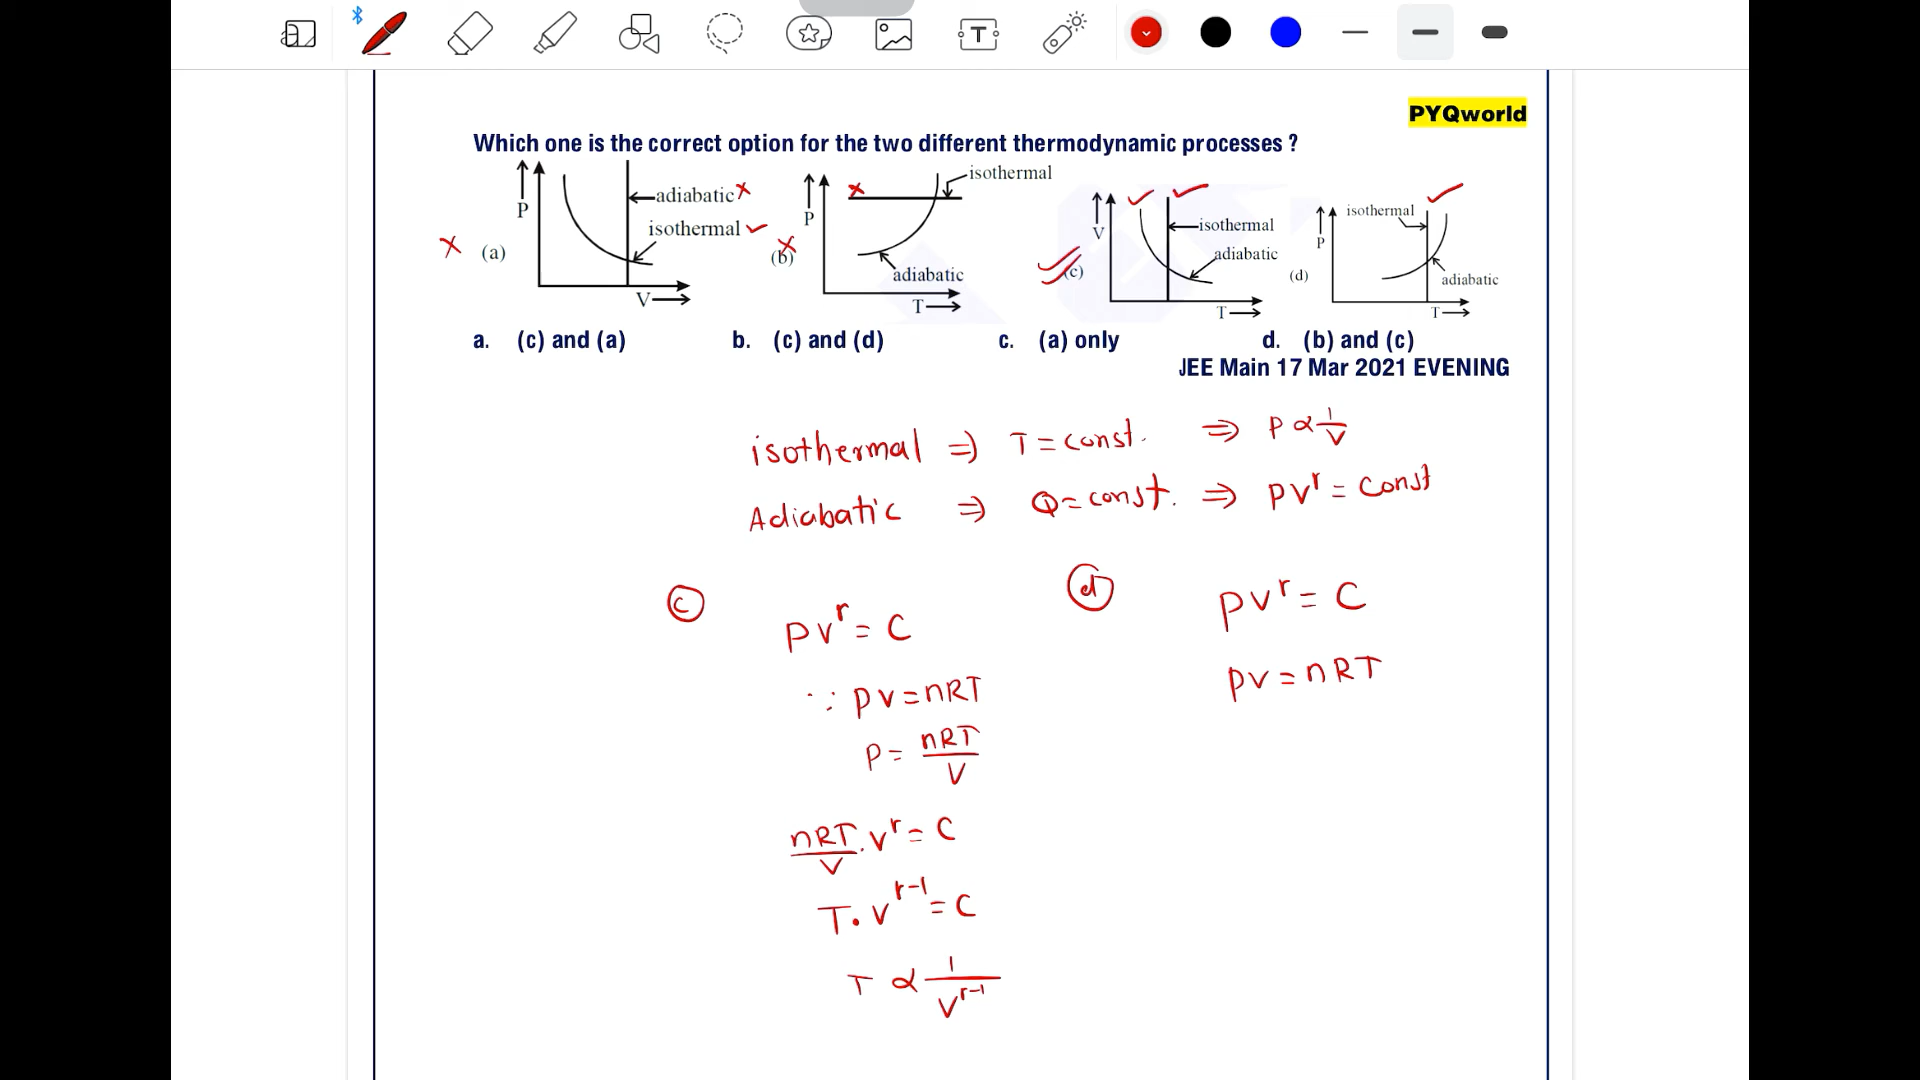 PYQworld
Which one is the correct option for the two different thermodynamic processes ?
(a) P V adiabatic isothermal
(b) P T isothermal adiabatic
(c) V T isothermal adiabatic
(d) P T isothermal adiabatic
a. (c) and (a) b. (c) and (d) c. (a) only d. (b) and (c)
JEE Main 17 Mar 2021 EVENING
isothermal ⇒ T = const. ⇒ P ∝ 1/V
Adiabatic ⇒ Q = const. ⇒ PV^r = Const
(c)
PV^r = C
∵ PV = nRT
P = nRT/V
nRT/V . V^r = C
T . V^(r-1) = C
T ∝ 1/V^(r-1)
(d)
PV^r = C
PV = nRT